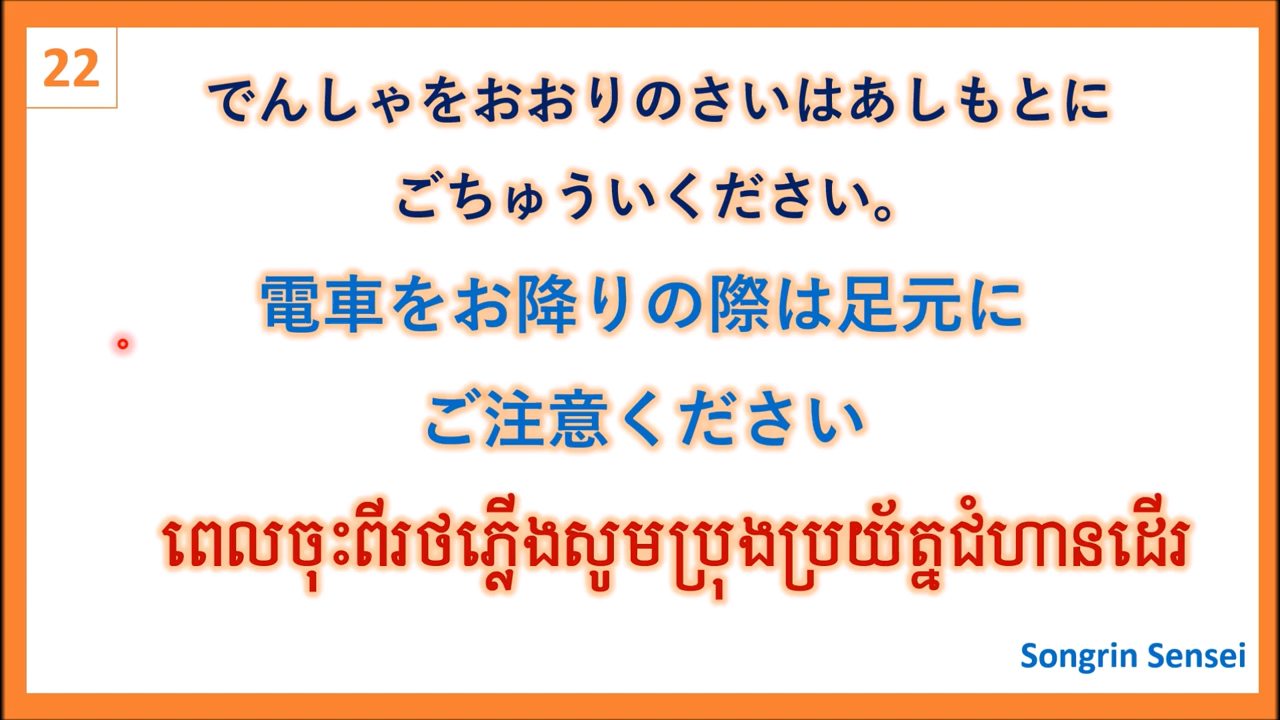 22
でんしゃをおおりのさいはあしもとに
ごちゅういください。
電車をお降りの際は足元に
ご注意ください
ពេលចុះពីរថភ្លើងសូមប្រុងប្រយ័ត្នជំហានដើរ
Songrin Sensei